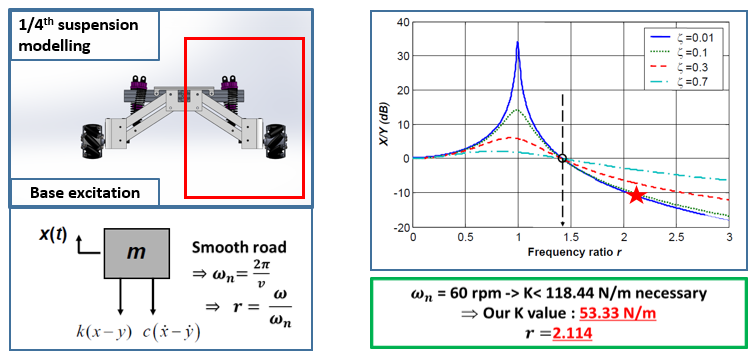 1/4th suspension
modelling
Base excitation
x(t)
m
k(x−y) c(ẋ−ẏ)
Smooth road
⇒ ωn= 2π/v
⇒ r = ω/ωn
X/Y (dB)
40
30
20
10
0
-10
-20
0 0.5 1 1.5 2 2.5 3
Frequency ratio r
ζ=0.01
ζ=0.1
ζ=0.3
ζ=0.7
ωn = 60 rpm -> K< 118.44 N/m necessary
⇒ Our K value : 53.33 N/m
r =2.114